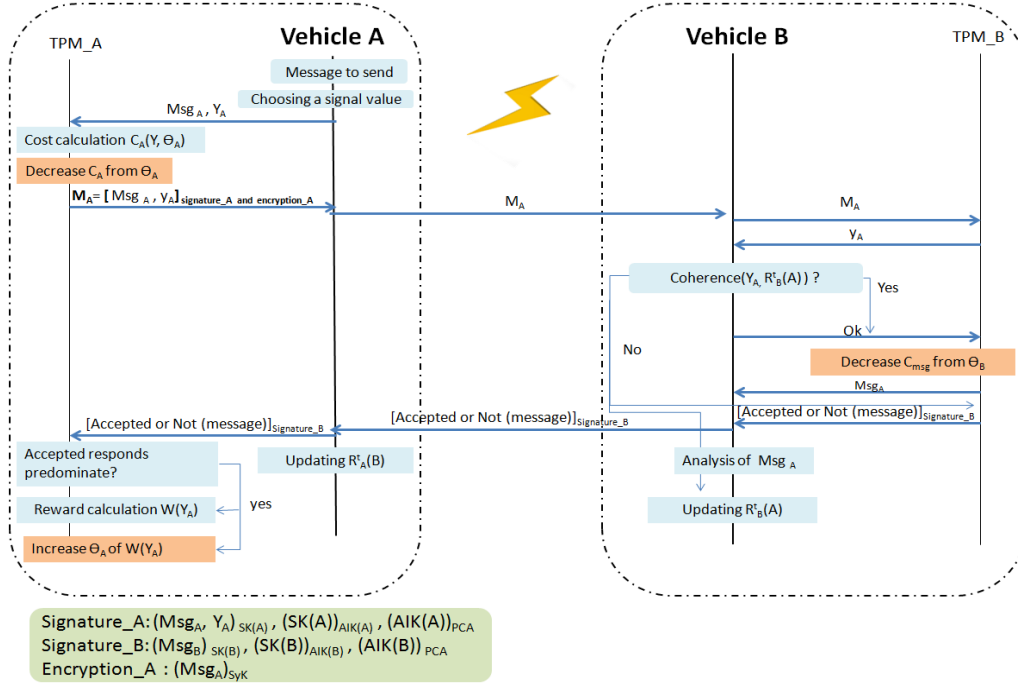 TPM_A
Vehicle A
Vehicle B
TPM_B
Message to send
Choosing a signal value
Msg A , YA
Cost calculation CA(Y, ϴA)
Decrease CA from ϴA
MA= [ Msg A , yA]signature_A and encryption_A
MA
MA
yA
Coherence(YA, RtB(A) ) ?
Yes
Ok
No
Decrease Cmsg from ϴB
MsgA
[Accepted or Not (message)]Signature_B
[Accepted or Not (message)]Signature_B
[Accepted or Not (message)]Signature_B
Accepted responds
predominate?
Updating RtA(B)
Analysis of Msg A
Reward calculation W(YA)
yes
Updating RtB(A)
Increase ϴA of W(YA)
Signature_A: (MsgA, YA) SK(A) , (SK(A))AIK(A) , (AIK(A))PCA
Signature_B: (MsgB) SK(B) , (SK(B))AIK(B) , (AIK(B)) PCA
Encryption_A : (MsgA)SyK